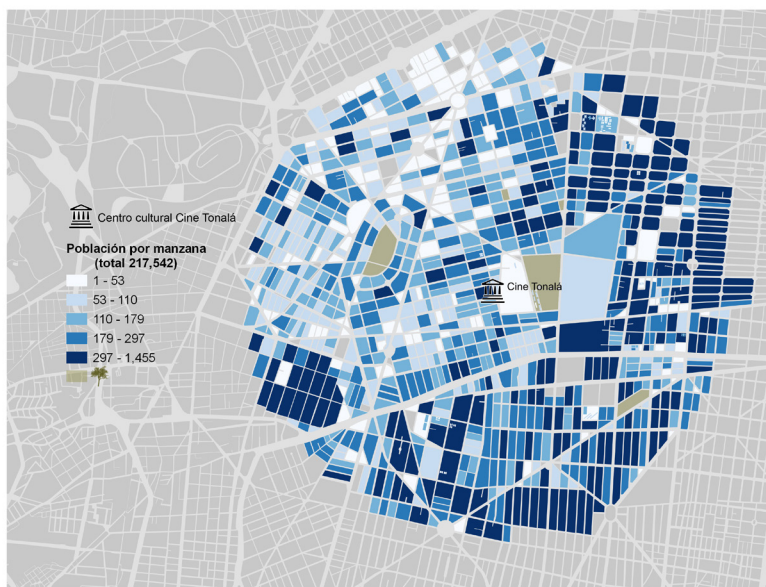 Centro cultural Cine Tonalá
Población por manzana
(total 217,542)
1 - 53
53 - 110
110 - 179
179 - 297
297 - 1,455
Cine Tonalá